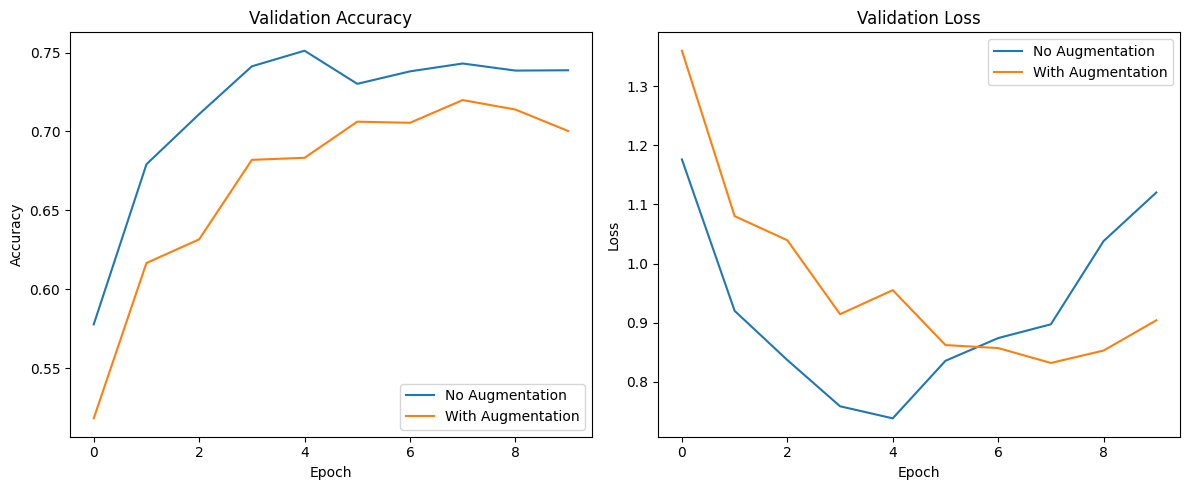 Validation Accuracy
Accuracy
0.75
0.70
0.65
0.60
0.55
No Augmentation
With Augmentation
0 2 4 6 8
Epoch
Validation Loss
Loss
1.3
1.2
1.1
1.0
0.9
0.8
No Augmentation
With Augmentation
0 2 4 6 8
Epoch